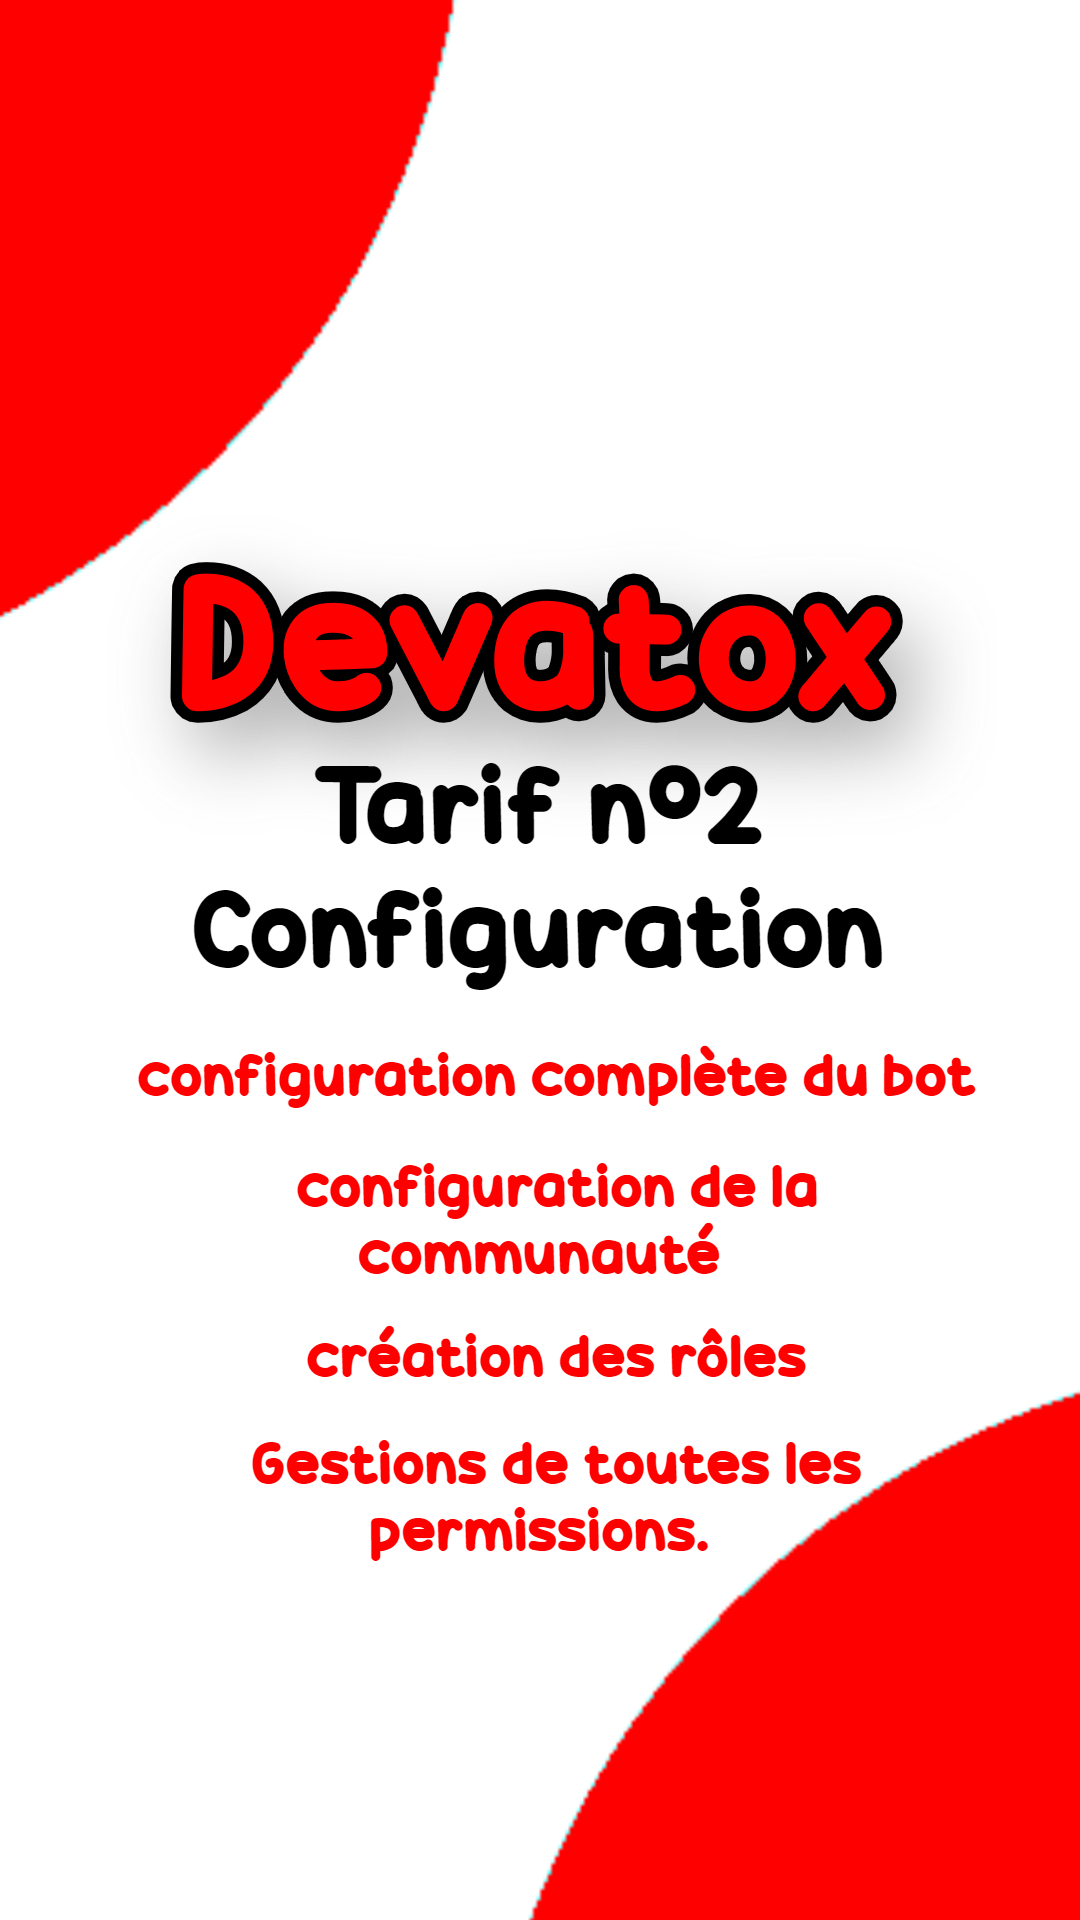 Devatox
Tarif nº2
Configuration
configuration complète du bot
configuration de la
communauté
création des rôles
Gestions de toutes les
permissions.